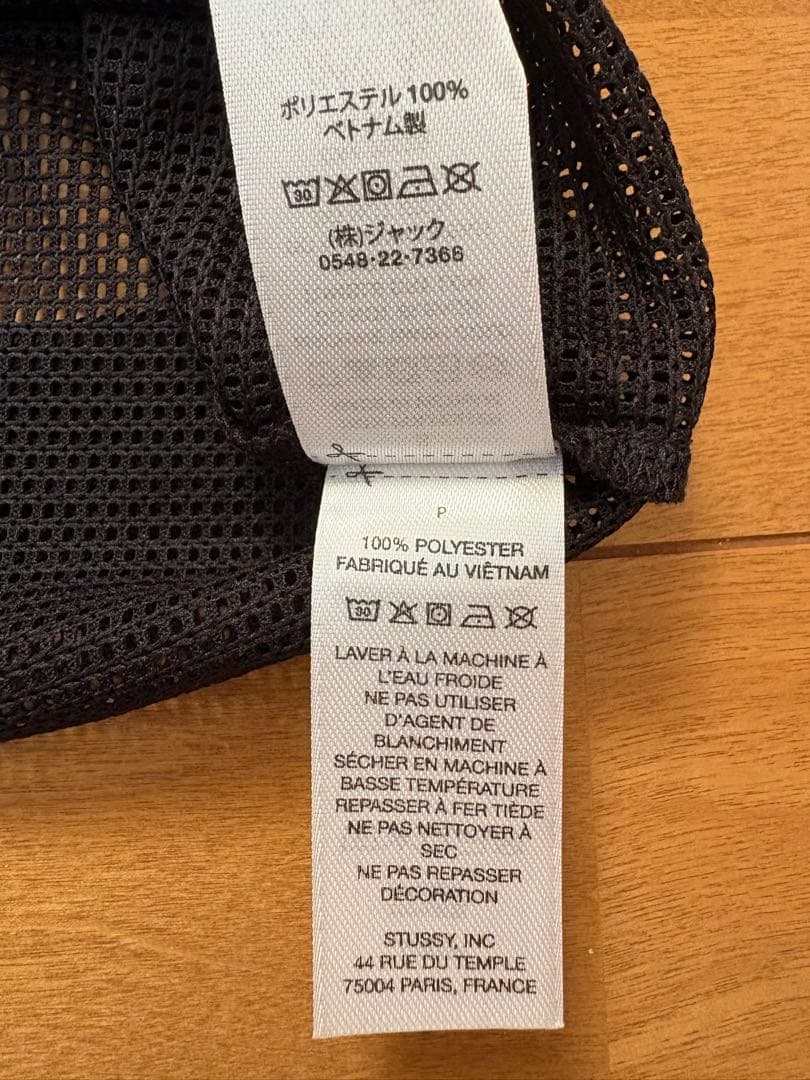 ポリエステル 100%
ベトナム製
30
(株)ジャック
0548-22-7366
P
100% POLYESTER
FABRIQUÉ AU VIÊTNAM
30
LAVER À LA MACHINE À
L'EAU FROIDE
NE PAS UTILISER
D'AGENT DE
BLANCHIMENT
SÉCHER EN MACHINE À
BASSE TEMPÉRATURE
REPASSER À FER TIÈDE
NE PAS NETTOYER À
SEC
NE PAS REPASSER
DÉCORATION
STUSSY, INC
44 RUE DU TEMPLE
75004 PARIS, FRANCE